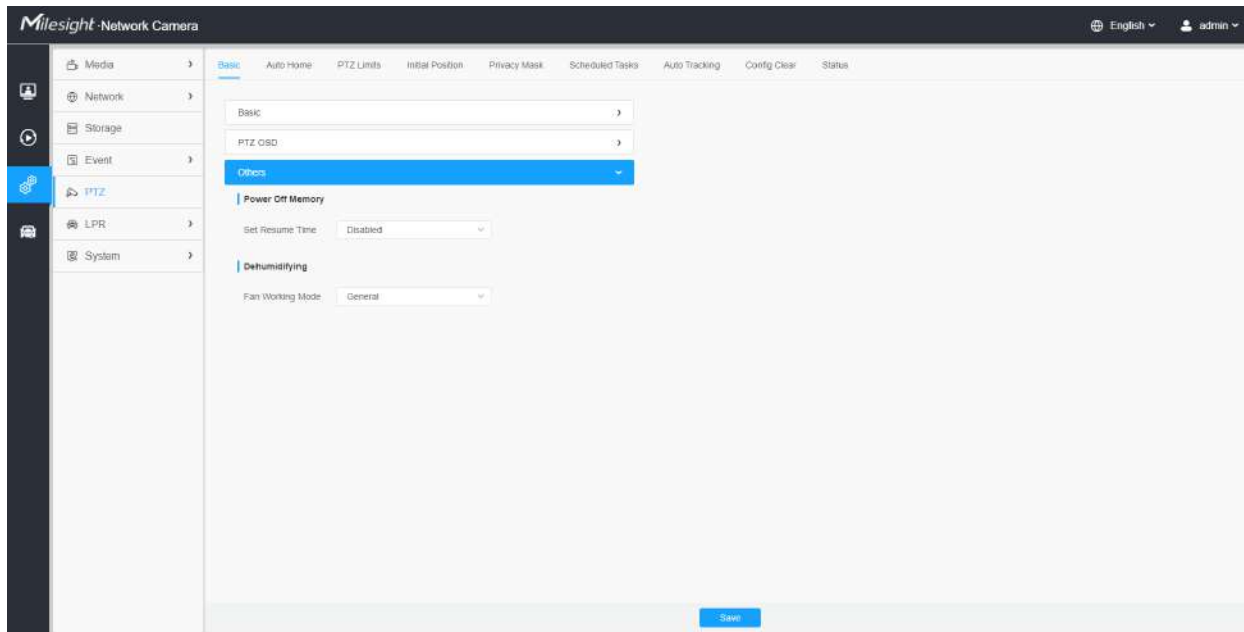 Milesight·Network Camera
English
admin
Media
Network
Storage
Event
PTZ
LPR
System
Basic Auto Home PTZ Limits Initial Position Privacy Mask Scheduled Tasks Auto Tracking Config Clear Status
Basic
PTZ OSD
Others
Power Off Memory
Set Resume Time Disabled
Dehumidifying
Fan Working Mode General
Save